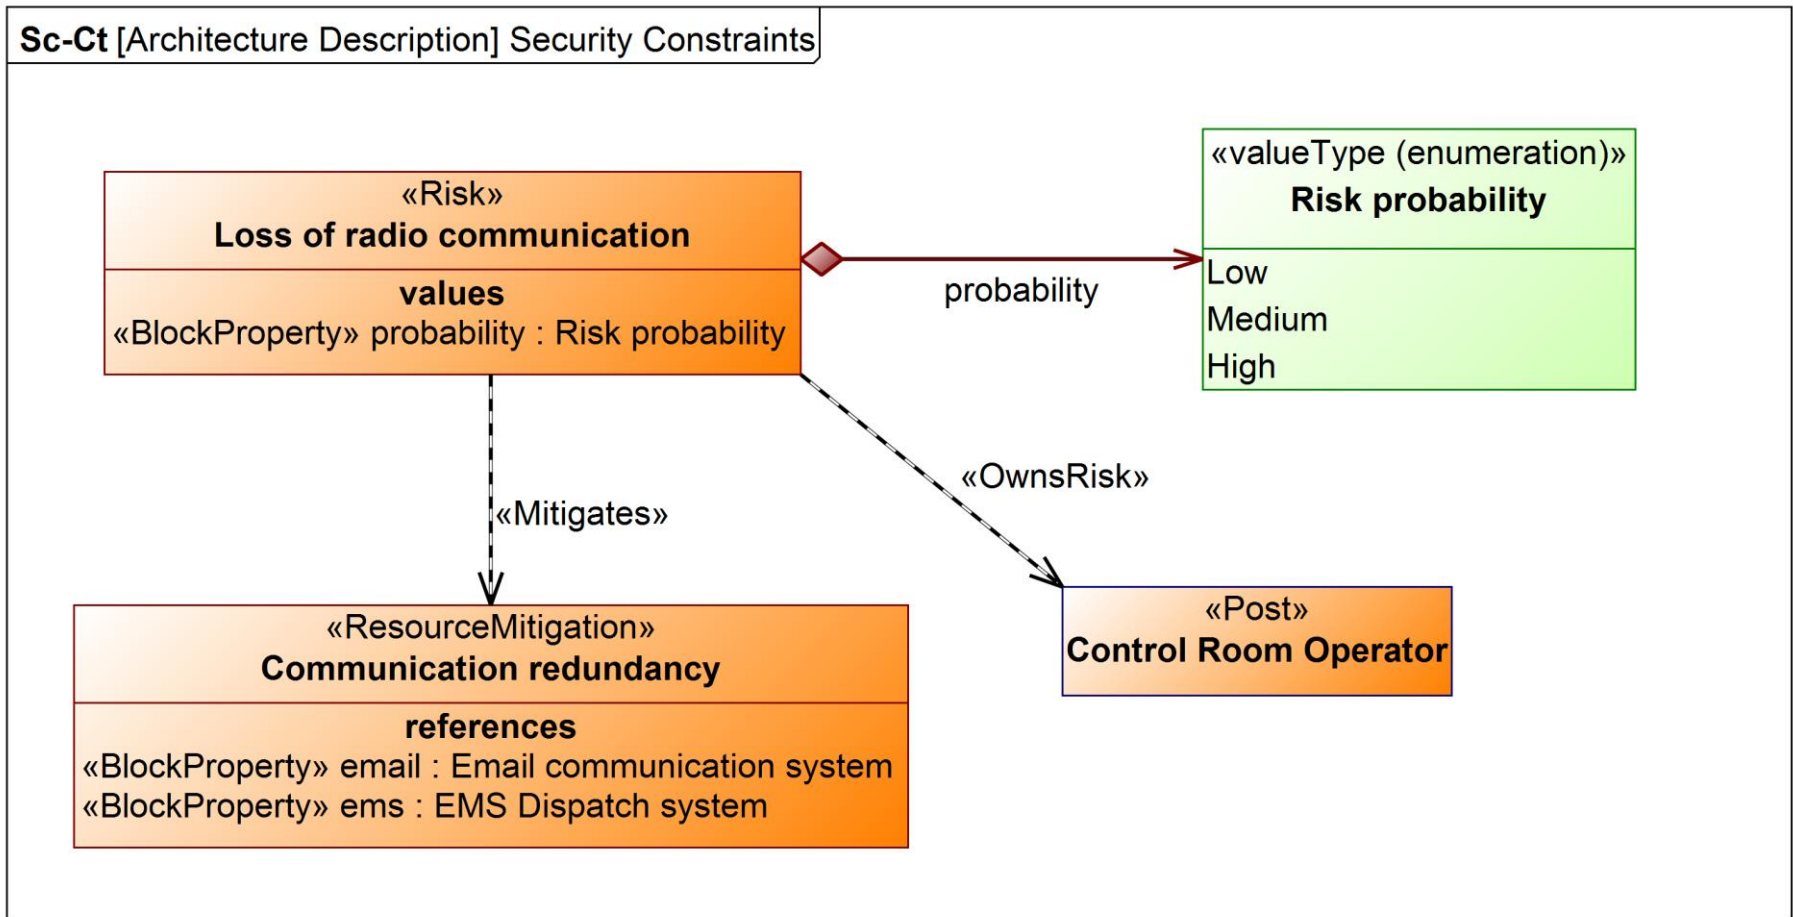 Sc-Ct [Architecture Description] Security Constraints
«Risk»
Loss of radio communication
values
«BlockProperty» probability : Risk probability
probability
«valueType (enumeration)»
Risk probability
Low
Medium
High
«Mitigates»
«OwnsRisk»
«ResourceMitigation»
Communication redundancy
references
«BlockProperty» email : Email communication system
«BlockProperty» ems : EMS Dispatch system
«Post»
Control Room Operator